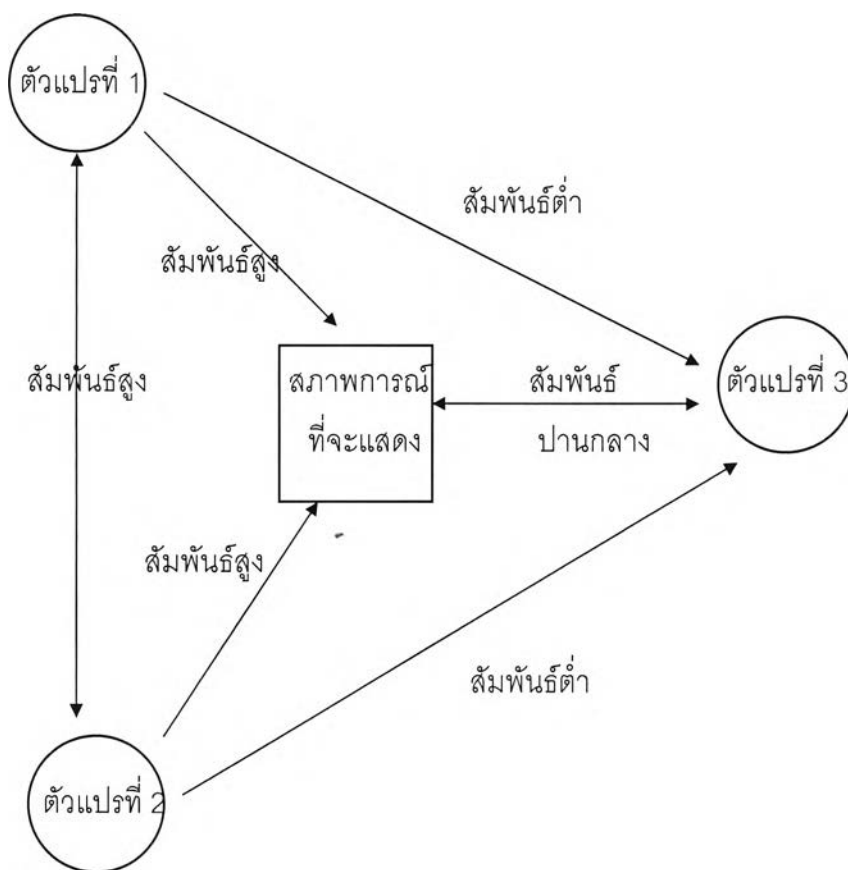 ตัวแปรที่ 1
สัมพันธ์ต่ำ
สัมพันธ์สูง
สัมพันธ์สูง
สภาพการณ์
ที่จะแสดง
สัมพันธ์
ปานกลาง
ตัวแปรที่ 3
สัมพันธ์สูง
สัมพันธ์ต่ำ
ตัวแปรที่ 2